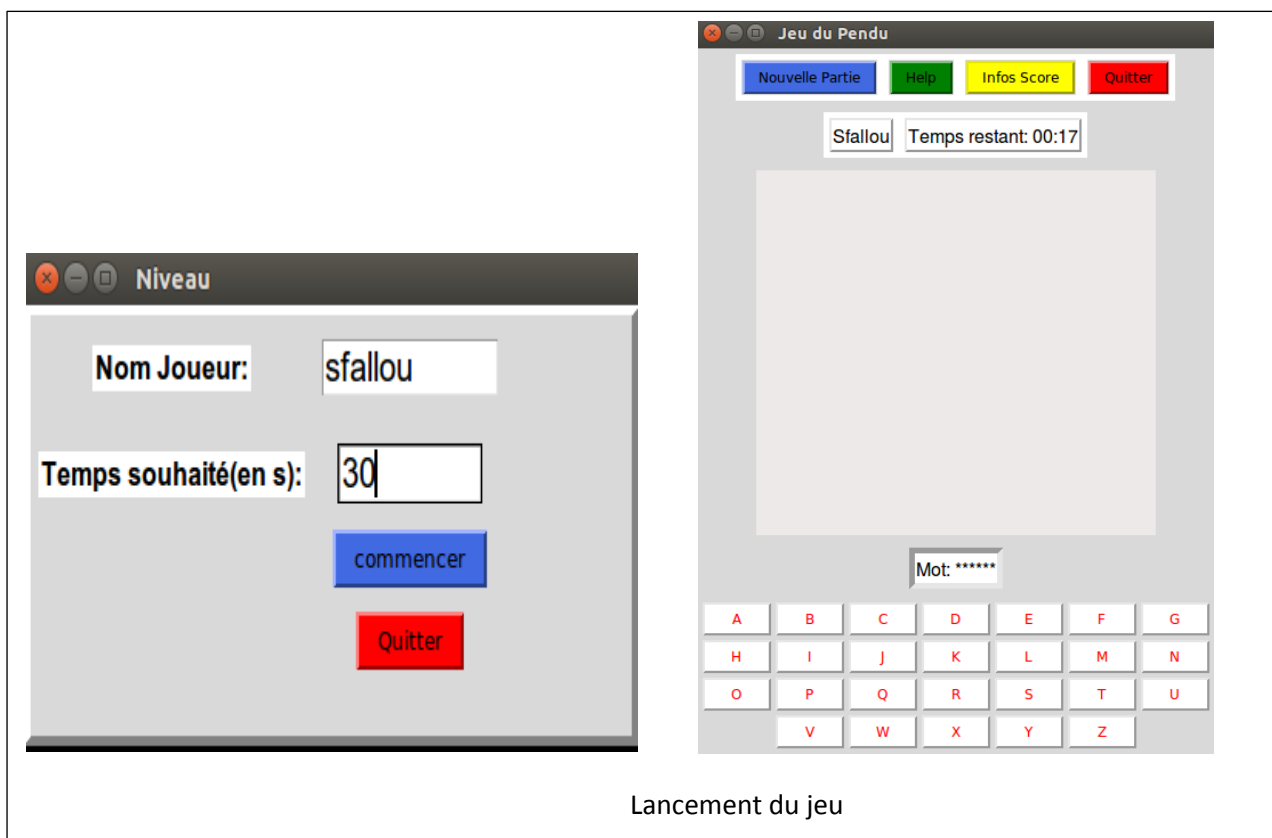 Niveau
Nom Joueur: sfallou
Temps souhaité(en s): 30
commencer
Quitter
Jeu du Pendu
Nouvelle Partie Help Infos Score Quitter
Sfallou Temps restant: 00:17
Mot: ******
A B C D E F G
H I J K L M N
O P Q R S T U
V W X Y Z
Lancement du jeu